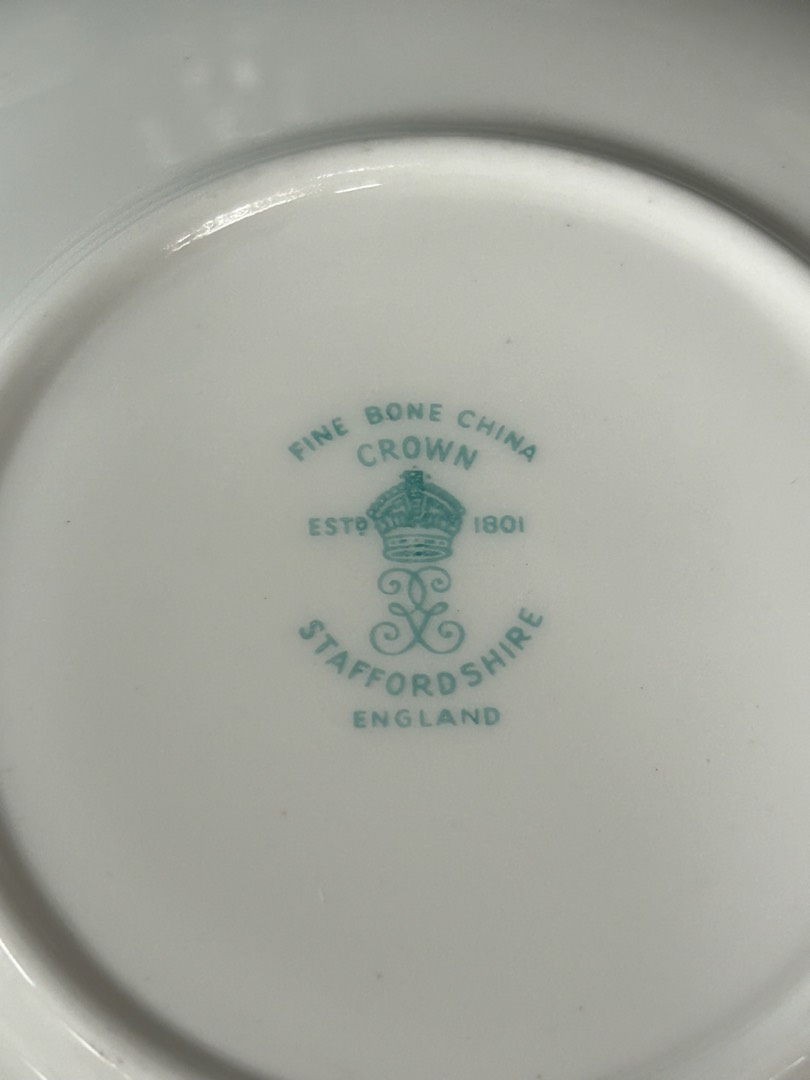 FINE BONE CHINA
CROWN
ESTD 1801
STAFFORDSHIRE
ENGLAND